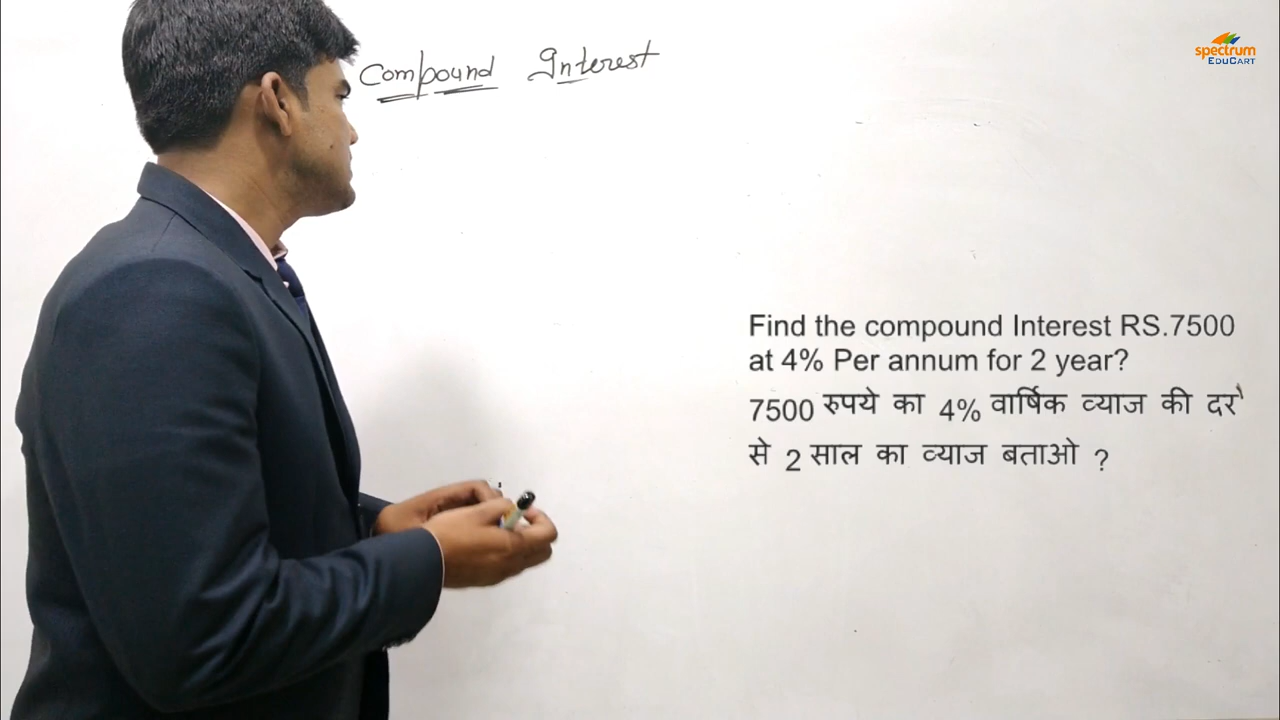 Compound Interest
spectrum
EDUCART
Find the compound Interest RS.7500
at 4% Per annum for 2 year?
7500 रुपये का 4% वार्षिक व्याज की दर
से 2 साल का व्याज बताओ ?